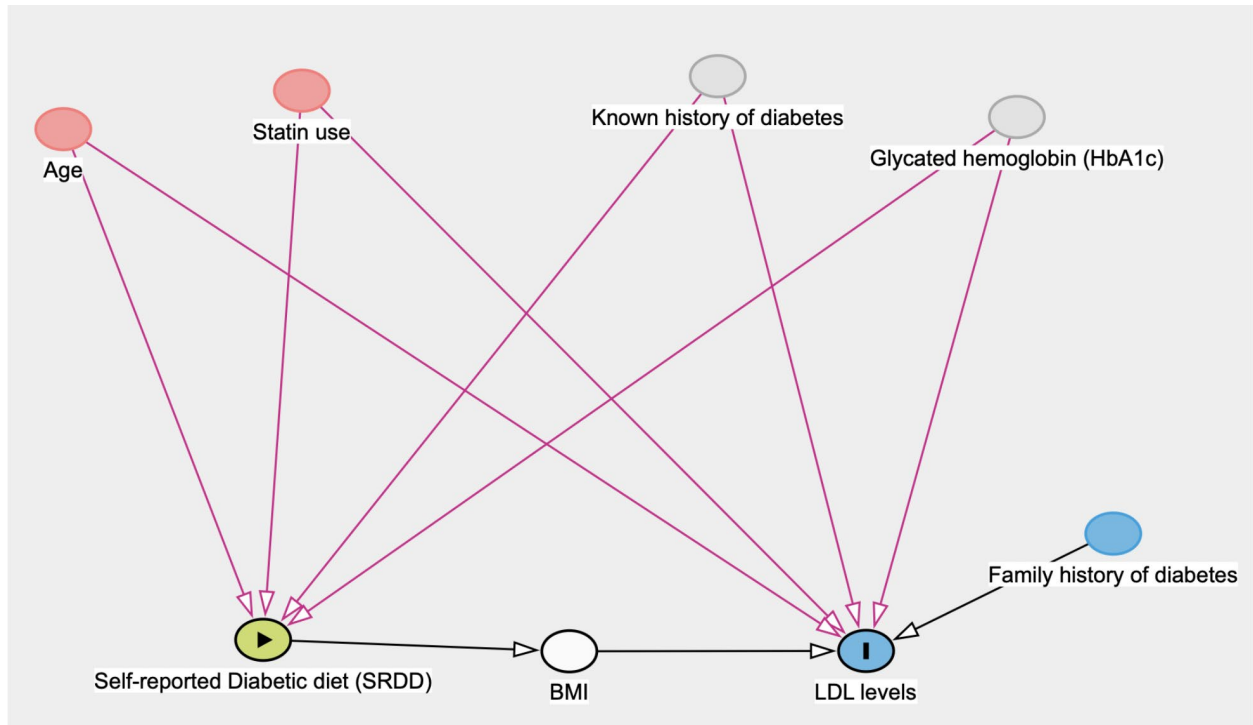 Age
Statin use
Known history of diabetes
Glycated hemoglobin (HbA1c)
Family history of diabetes
Self-reported Diabetic diet (SRDD)
BMI
LDL levels